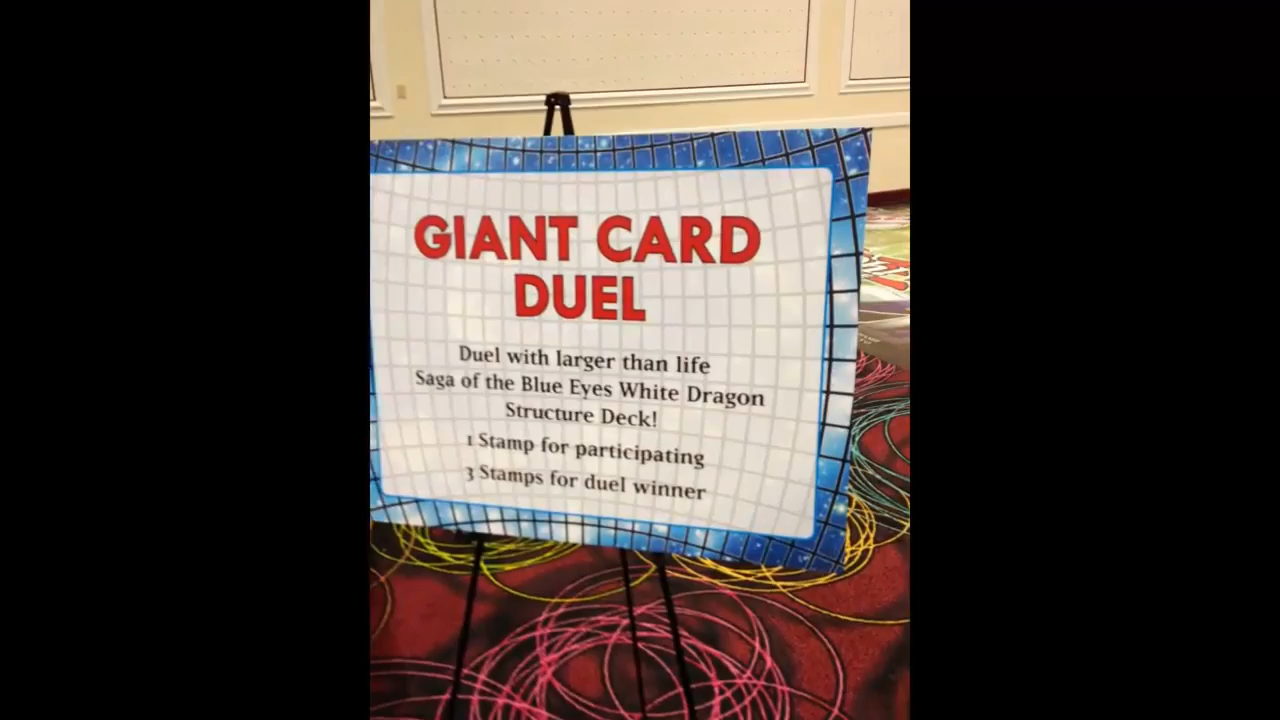 GIANT CARD
DUEL
Duel with larger than life
Saga of the Blue Eyes White Dragon
Structure Deck!
1 Stamp for participating
3 Stamps for duel winner